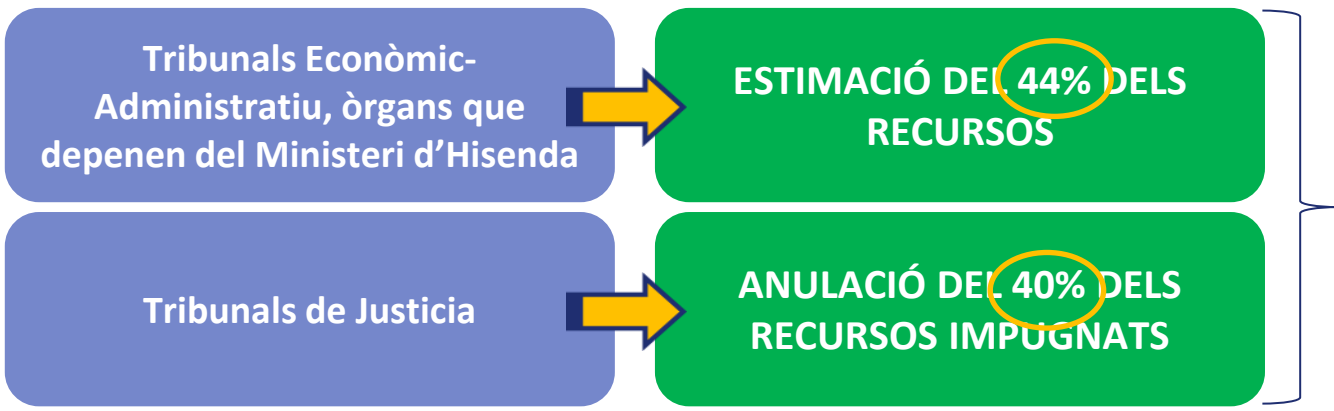 Tribunals Econòmic-
Administratiu, òrgans que
depenen del Ministeri d’Hisenda
ESTIMACIÓ DEL 44% DELS
RECURSOS
Tribunals de Justicia
ANULACIÓ DEL 40% DELS
RECURSOS IMPUGNATS